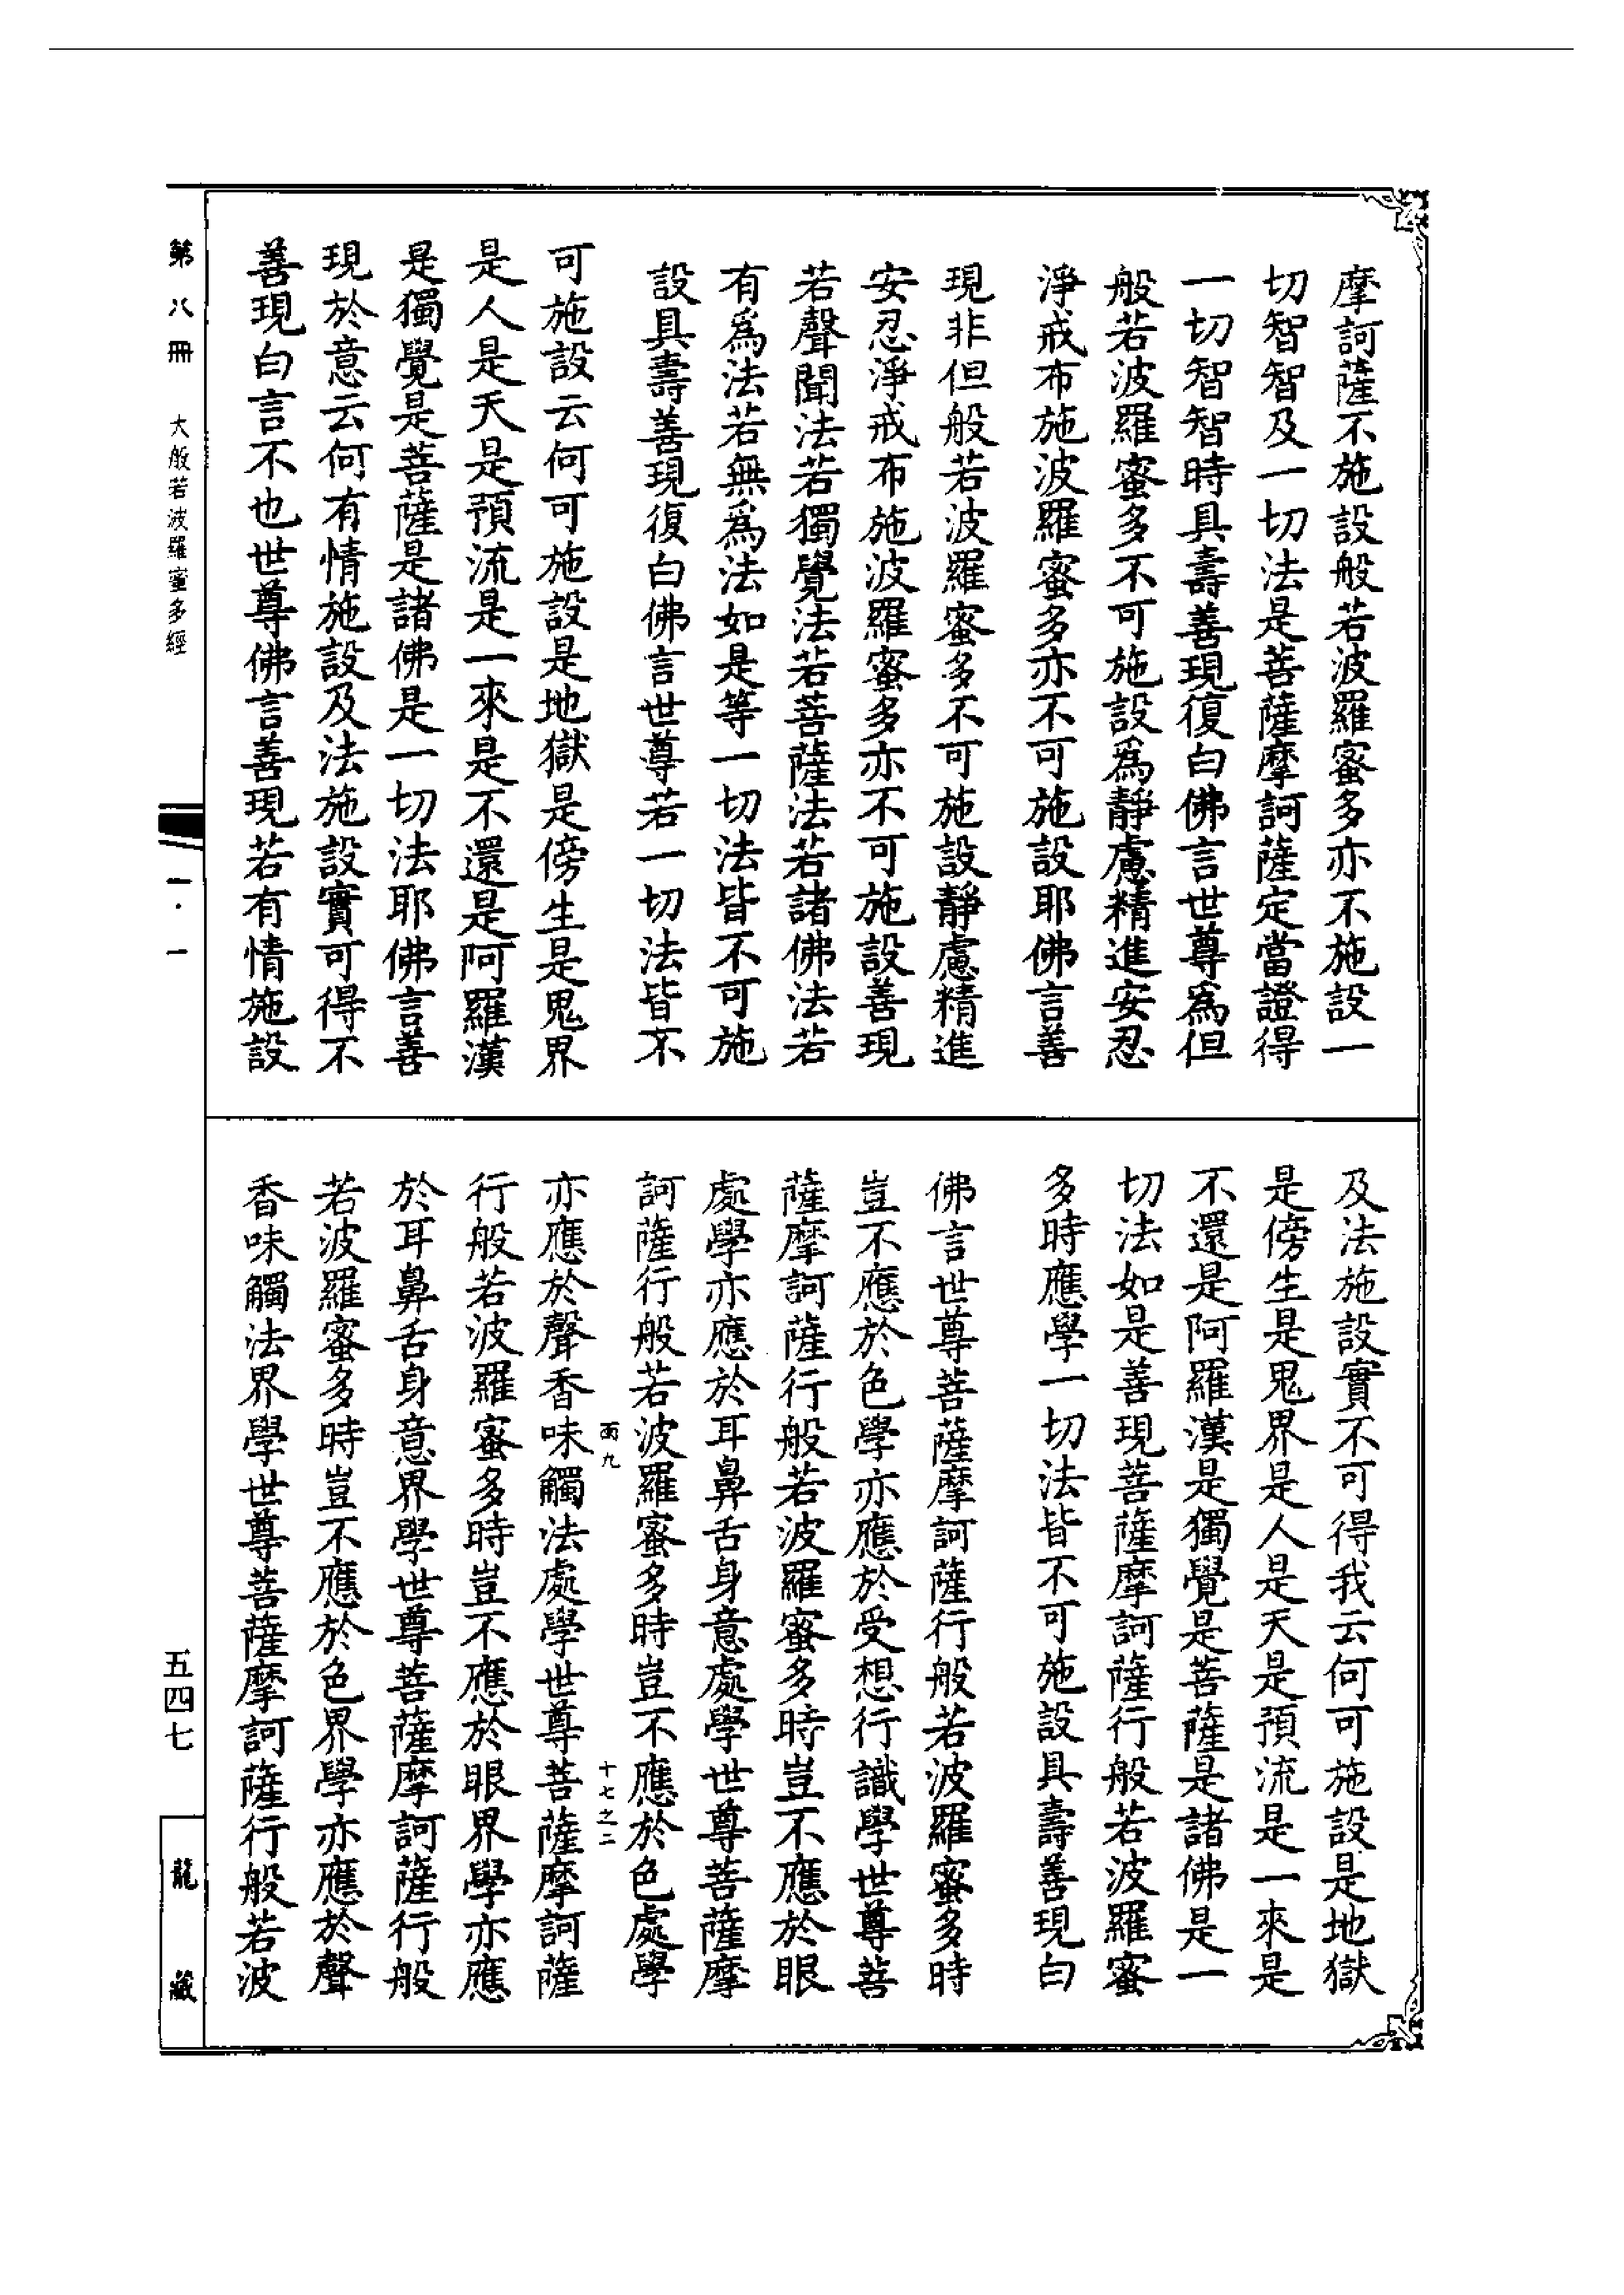 摩訶薩不施設般若波羅蜜多亦不施設一
切智智及一切法是菩薩摩訶薩定當證得
一切智智時具壽善現復白佛言世尊爲但
般若波羅蜜多不可施設爲靜慮精進安忍
淨戒布施波羅蜜多亦不可施設耶佛言善
現非但般若波羅蜜多不可施設靜慮精進
安忍淨戒布施波羅蜜多亦不可施設善現
若聲聞法若獨覺法若菩薩法若諸佛法若
有爲法若無爲法如是等一切法皆不可施
設具壽善現復白佛言世尊若一切法皆不
可施設云何可施設是地獄是傍生是鬼界
是人是天是預流是一來是不還是阿羅漢
是獨覺是菩薩是諸佛是一切法耶佛言善
現於意云何有情施設及法施設實可得不
善現白言不也世尊佛言善現若有情施設
及法施設實不可得我云何可施設是地獄
是傍生是鬼界是人是天是預流是一來是
不還是阿羅漢是獨覺是菩薩是諸佛是一
切法如是善現菩薩摩訶薩行般若波羅蜜
多時應學一切法皆不可施設具壽善現白
佛言世尊菩薩摩訶薩行般若波羅蜜多時
豈不應於色學亦應於受想行識學世尊菩
薩摩訶薩行般若波羅蜜多時豈不應於眼
處學亦應於耳鼻舌身意處學世尊菩薩摩
訶薩行般若波羅蜜多時豈不應於色處學
雨九 十七之二
亦應於聲香味觸法處學世尊菩薩摩訶薩
行般若波羅蜜多時豈不應於眼界學亦應
於耳鼻舌身意界學世尊菩薩摩訶薩行般
若波羅蜜多時豈不應於色界學亦應於聲
香味觸法界學世尊菩薩摩訶薩行般若波
第八冊 大般若波羅蜜多經 一·一 五四七 龍藏